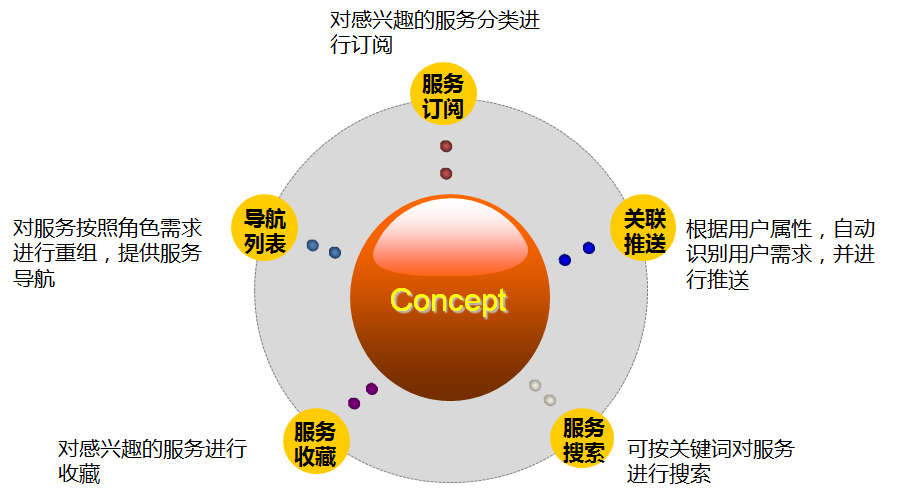 对感兴趣的服务分类进
行订阅
服务
订阅
导航
列表
对服务按照角色需求
进行重组，提供服务
导航
关联
推送
根据用户属性，自动
识别用户需求，并进
行推送
Concept
服务
收藏
对感兴趣的服务进行
收藏
服务
搜索
可按关键词对服务
进行搜索